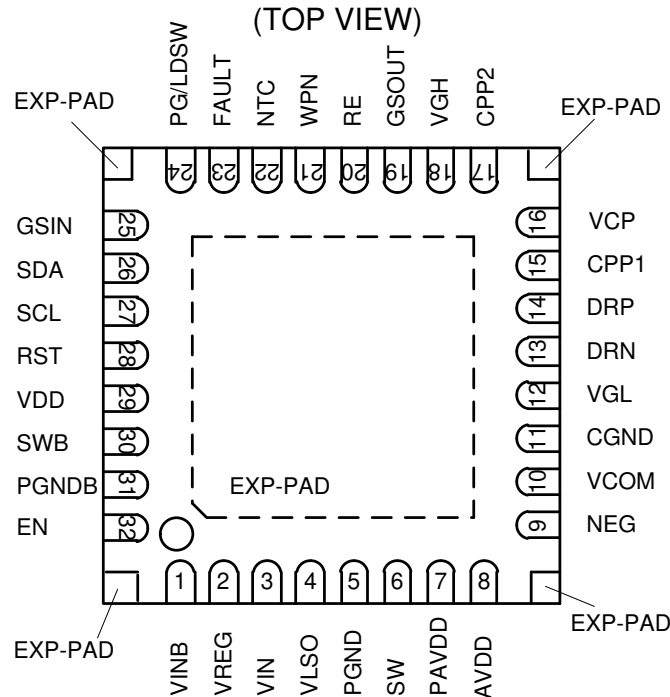 (TOP VIEW)
PG/LDSW
FAULT
NTC
WPN
RE
GSOUT
VGH
CPP2
EXP-PAD
EXP-PAD
24
23
22
21
20
19
18
17
GSIN
25
16
VCP
SDA
26
15
CPP1
SCL
27
14
DRP
RST
28
13
DRN
VDD
29
12
VGL
SWB
30
11
CGND
PGNDB
31
EXP-PAD
10
VCOM
EN
32
9
NEG
1
2
3
4
5
6
7
8
EXP-PAD
EXP-PAD
VINB
VREG
VIN
VLSO
PGND
SW
PAVDD
AVDD